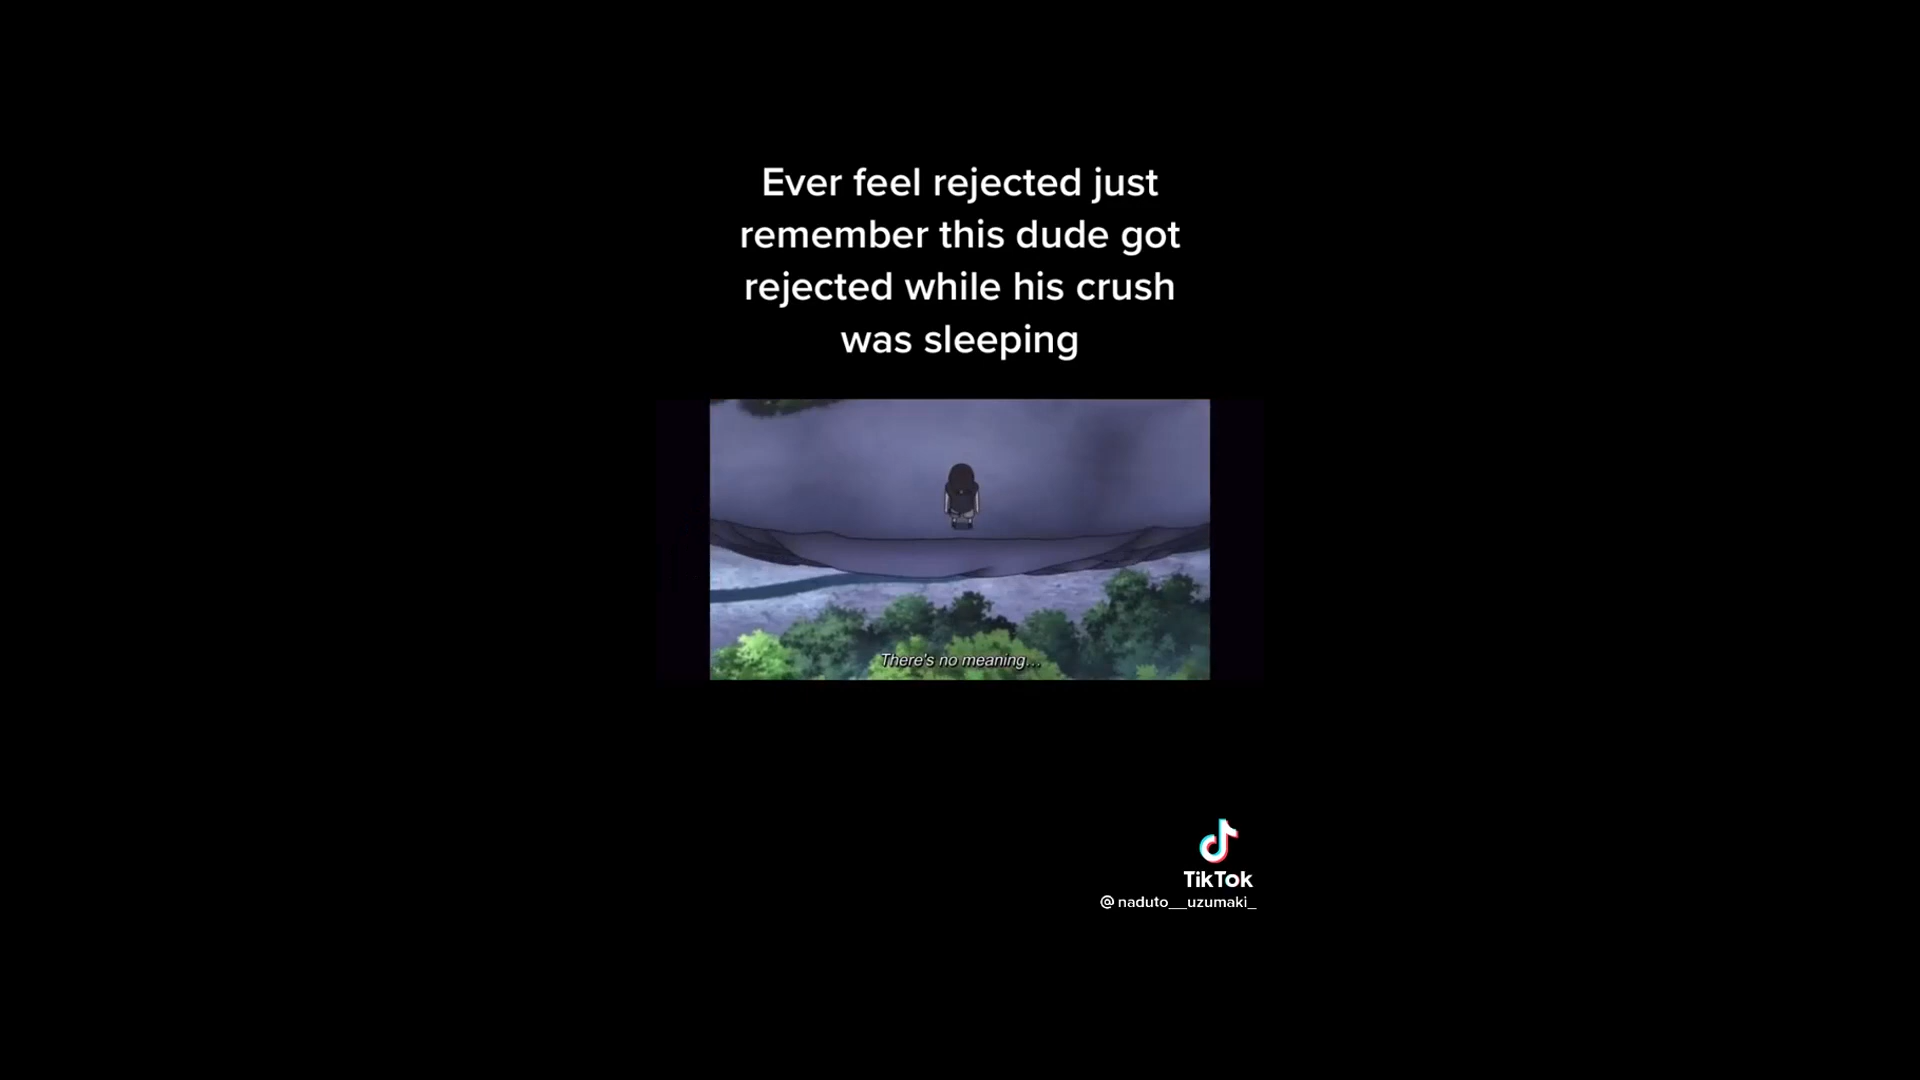 Ever feel rejected just
remember this dude got
rejected while his crush
was sleeping
There's no meaning...
TikTok
@naduto__uzumaki_